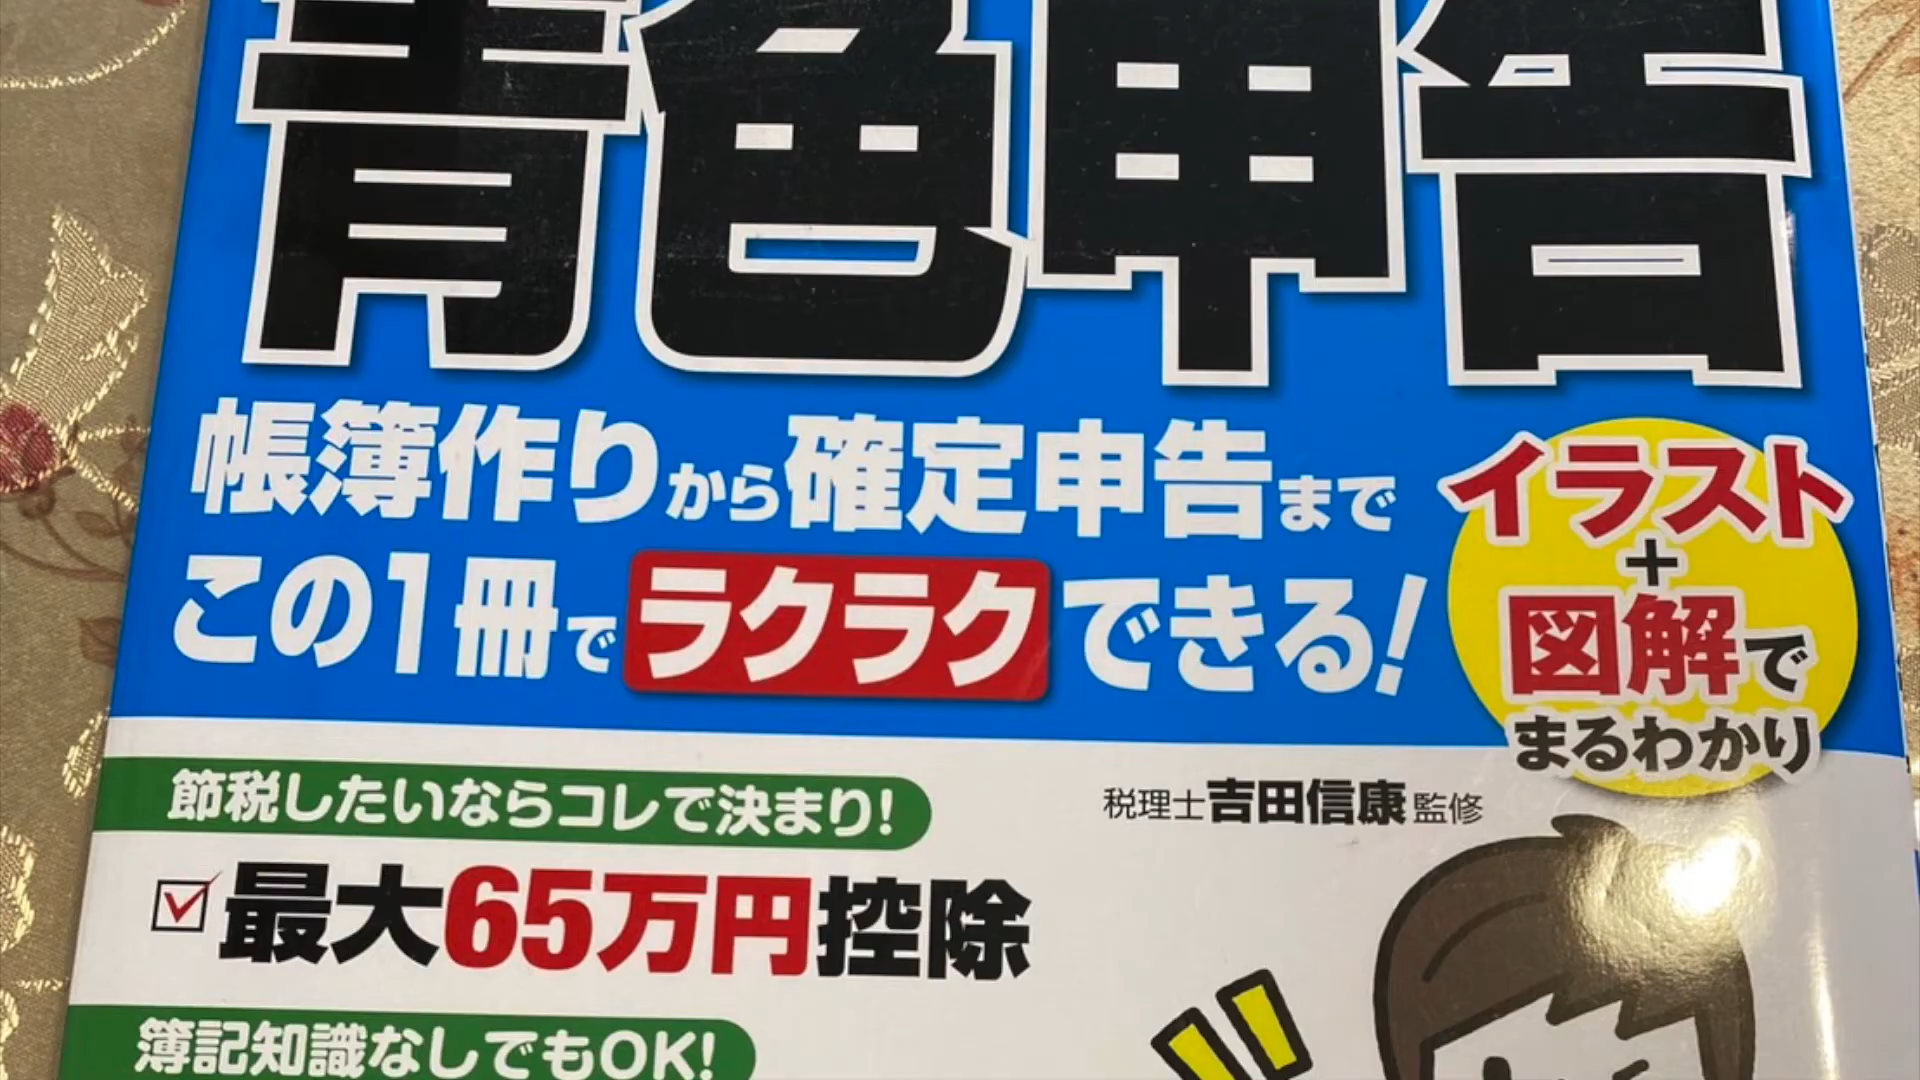 青色申告
帳簿作りから確定申告まで
この1冊でラクラクできる!
イラスト
+
図解で
まるわかり
節税したいならコレで決まり!
税理士吉田信康監修
最大65万円控除
簿記知識なしでもOK!